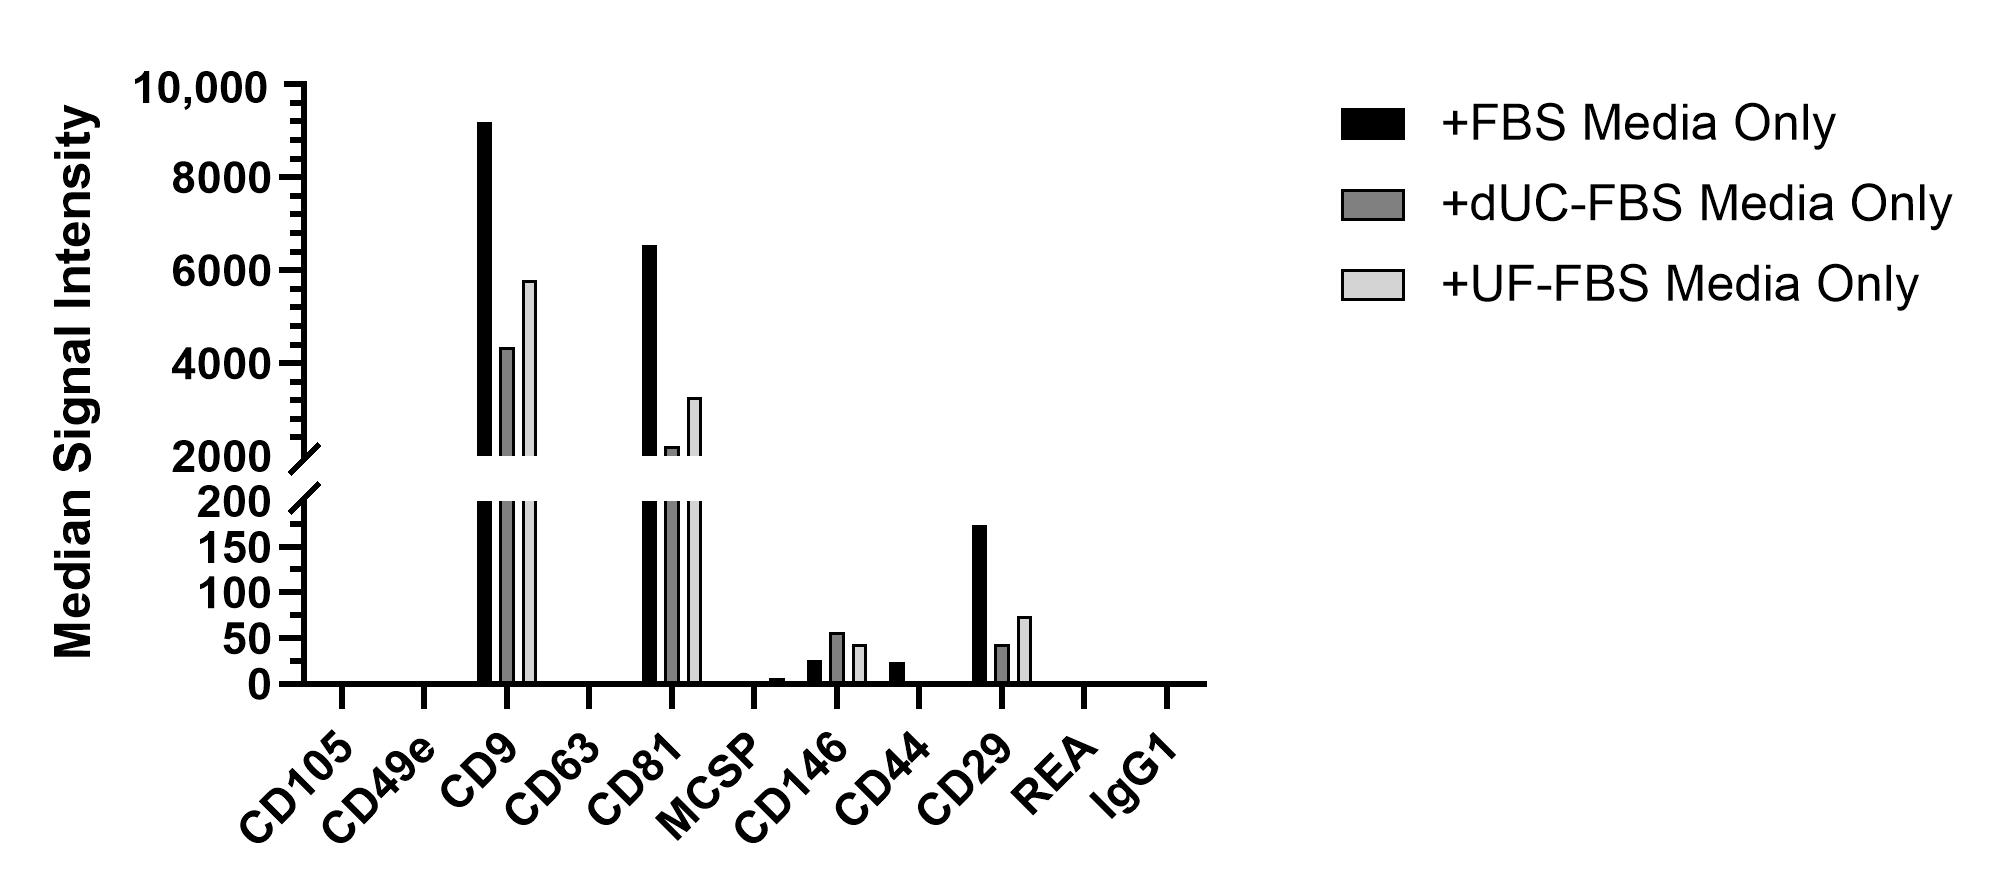 Median Signal Intensity
10,000
8000
6000
4000
2000
200
150
100
50
0
CD105
CD49e
CD9
CD63
CD81
MCSP
CD146
CD44
CD29
REA
IgG1
+FBS Media Only
+dUC-FBS Media Only
+UF-FBS Media Only